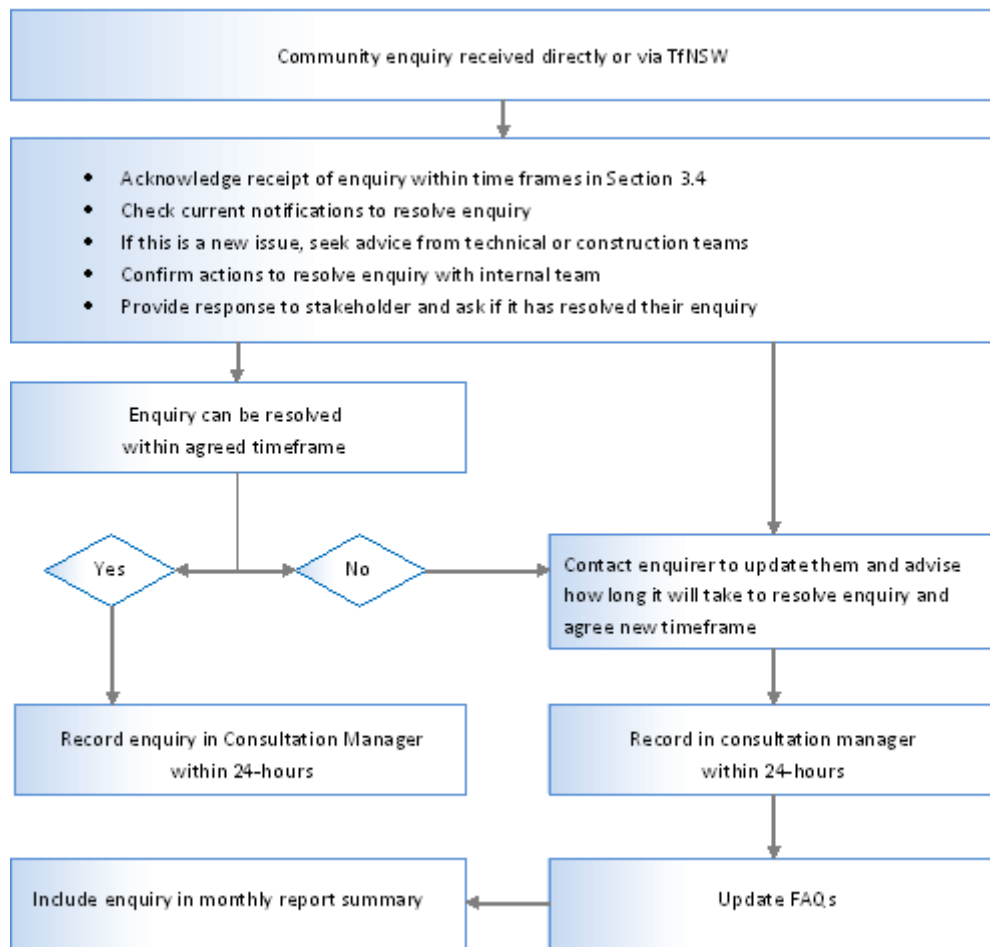 Community enquiry received directly or via TfNSW
• Acknowledge receipt of enquiry within time frames in Section 3.4
• Check current notifications to resolve enquiry
• If this is a new issue, seek advice from technical or construction teams
• Confirm actions to resolve enquiry with internal team
• Provide response to stakeholder and ask if it has resolved their enquiry
Enquiry can be resolved
within agreed timeframe
Yes
No
Contact enquirer to update them and advise
how long it will take to resolve enquiry and
agree new timeframe
Record enquiry in Consultation Manager
within 24-hours
Record in consultation manager
within 24-hours
Include enquiry in monthly report summary
Update FAQs